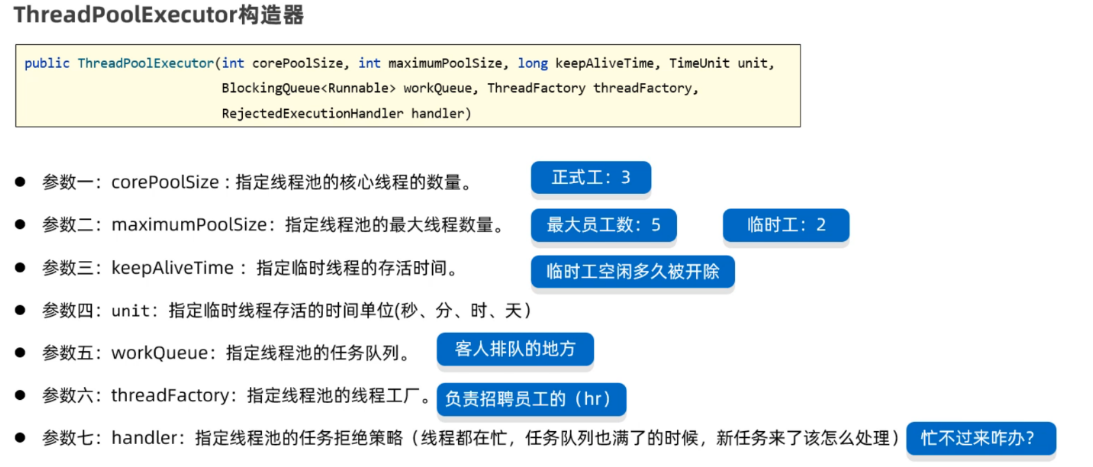 ThreadPoolExecutor构造器
public ThreadPoolExecutor(int corePoolSize, int maximumPoolSize, long keepAliveTime, TimeUnit unit,
BlockingQueue<Runnable> workQueue, ThreadFactory threadFactory,
RejectedExecutionHandler handler)
● 参数一：corePoolSize : 指定线程池的核心线程的数量。 正式工：3
● 参数二：maximumPoolSize：指定线程池的最大线程数量。 最大员工数：5 临时工：2
● 参数三：keepAliveTime ：指定临时线程的存活时间。 临时工空闲多久被开除
● 参数四：unit：指定临时线程存活的时间单位(秒、分、时、天）
● 参数五：workQueue：指定线程池的任务队列。 客人排队的地方
● 参数六：threadFactory：指定线程池的线程工厂。 负责招聘员工的（hr）
● 参数七：handler：指定线程池的任务拒绝策略（线程都在忙，任务队列也满了的时候，新任务来了该怎么处理） 忙不过来咋办？